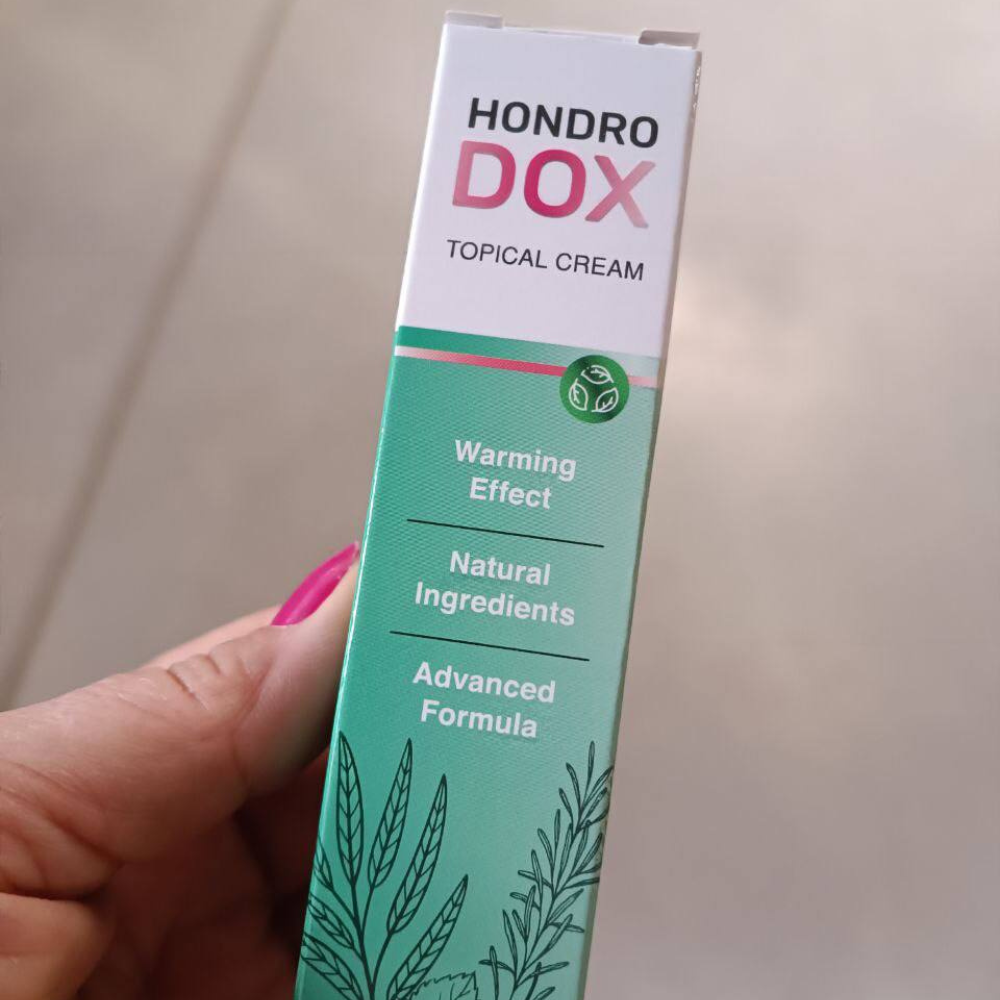 HONDRO
DOX
TOPICAL CREAM
Warming
Effect
Natural
Ingredients
Advanced
Formula